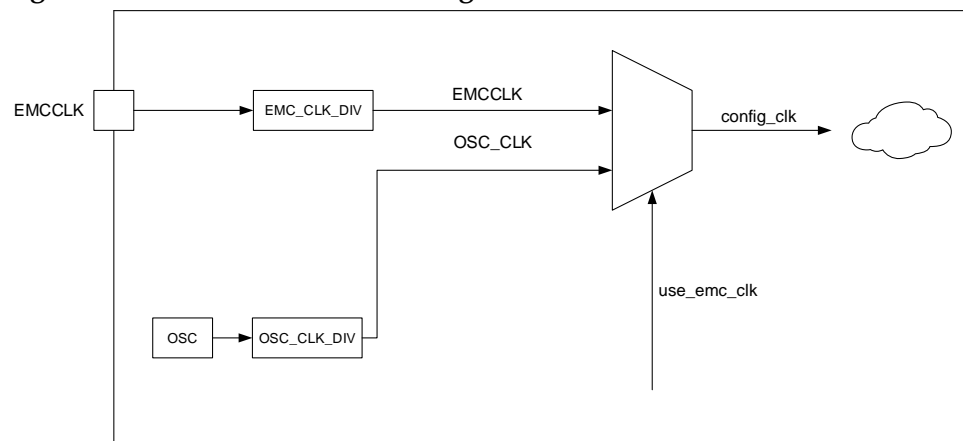 EMCCLK
EMC_CLK_DIV
EMCCLK
OSC_CLK
config_clk
use_emc_clk
OSC
OSC_CLK_DIV